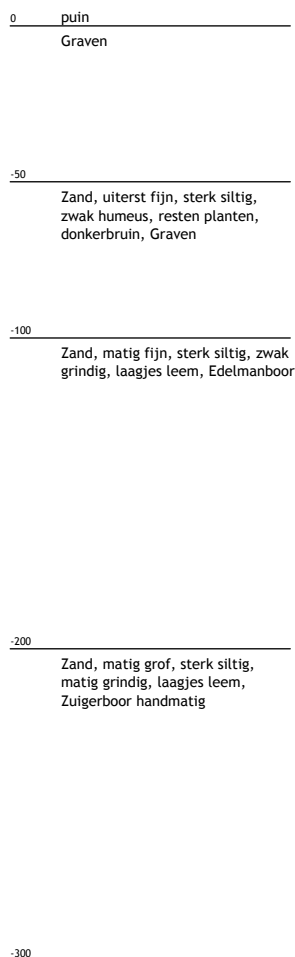 0 puin
Graven
-50
Zand, uiterst fijn, sterk siltig,
zwak humeus, resten planten,
donkerbruin, Graven
-100
Zand, matig fijn, sterk siltig, zwak
grindig, laagjes leem, Edelmanboor
-200
Zand, matig grof, sterk siltig,
matig grindig, laagjes leem,
Zuigerboor handmatig
-300